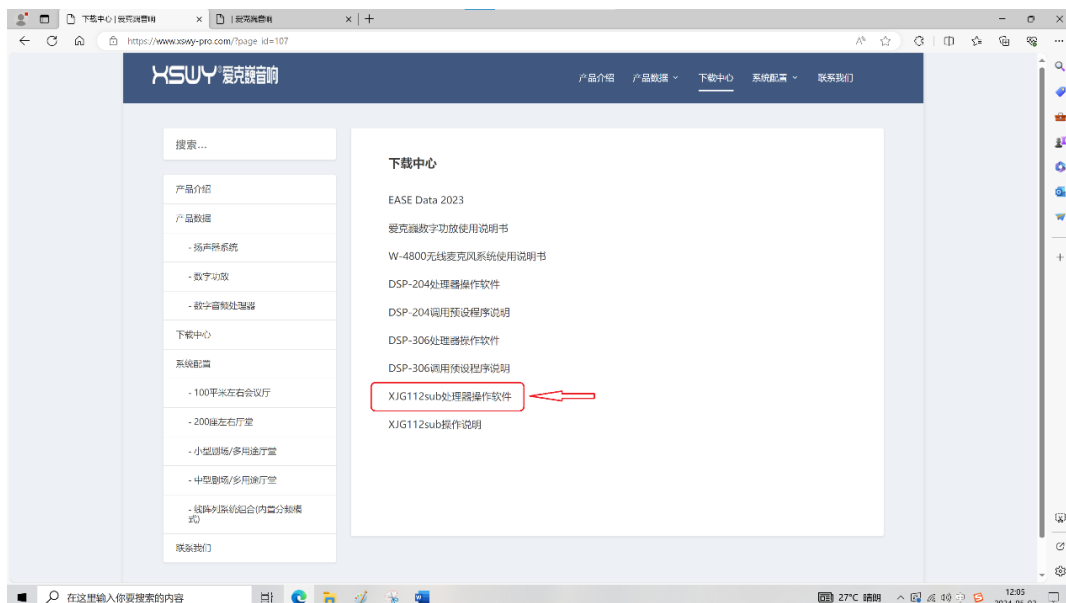 下载中心 | 爱克巍音响
| 爱克巍音响
https://www.xswy-pro.com/?page_id=107
XSWY®爱克巍音响
产品介绍
产品数据
下载中心
系统配置
联系我们
搜索...
产品介绍
产品数据
- 扬声器系统
- 数字功放
- 数字音频处理器
下载中心
系统配置
- 100平米左右会议厅
- 200座左右厅堂
- 小型剧场/多用途厅堂
- 中型剧场/多用途厅堂
- 线阵列系统组合(内置分频模
式)
联系我们
下载中心
EASE Data 2023
爱克巍数字功放使用说明书
W-4800无线麦克风系统使用说明书
DSP-204处理器操作软件
DSP-204调用预设程序说明
DSP-306处理器操作软件
DSP-306调用预设程序说明
XJG112sub处理器操作软件
XJG112sub操作说明
在这里输入你要搜索的内容
27°C 晴朗
12:05